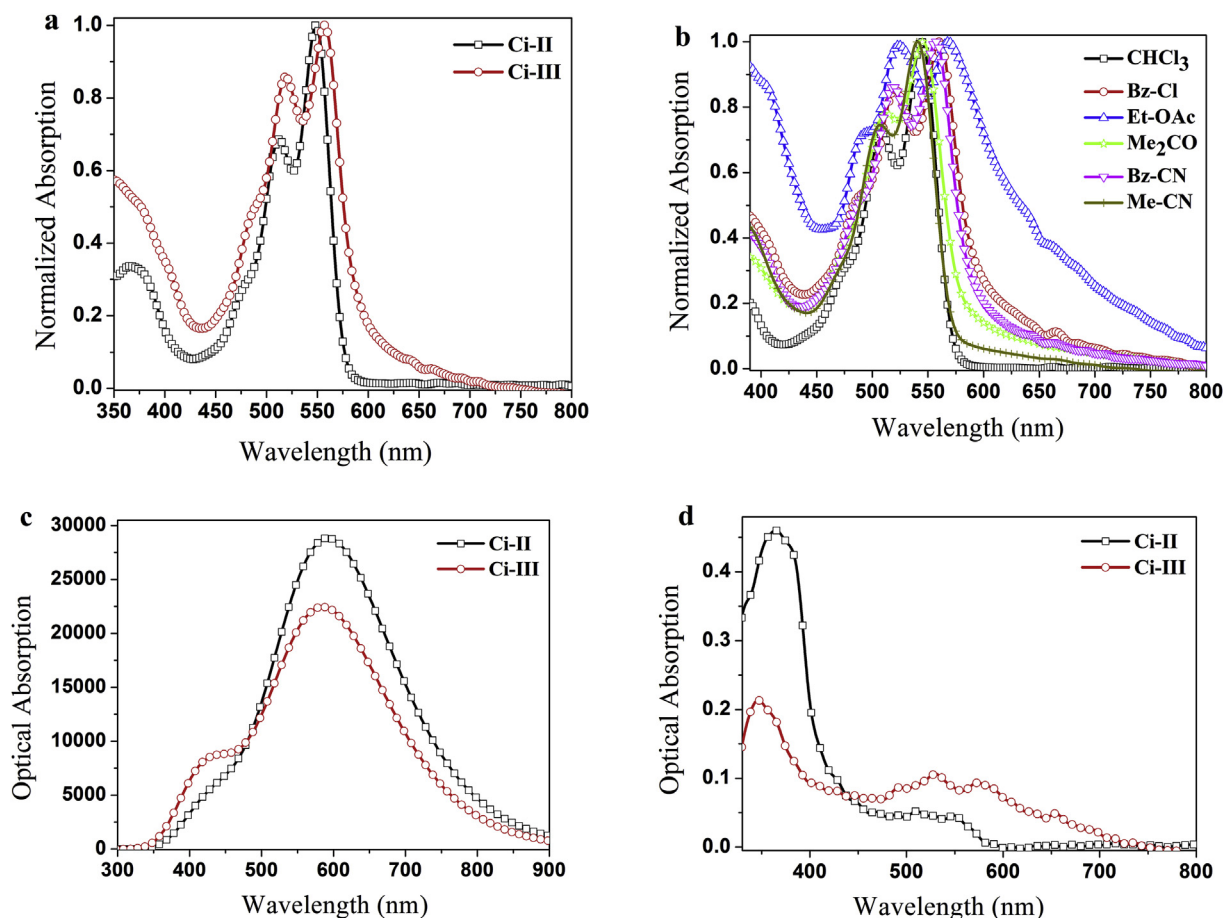 a
1.0
0.8
0.6
0.4
0.2
0.0
Normalized Absorption
Ci-II
Ci-III
350 400 450 500 550 600 650 700 750 800
Wavelength (nm)
b
1.0
0.8
0.6
0.4
0.2
0.0
Normalized Absorption
CHCl3
Bz-Cl
Et-OAc
Me2CO
Bz-CN
Me-CN
400 450 500 550 600 650 700 750 800
Wavelength (nm)
c
30000
25000
20000
15000
10000
5000
0
Optical Absorption
Ci-II
Ci-III
300 400 500 600 700 800 900
Wavelength (nm)
d
0.4
0.3
0.2
0.1
0.0
Optical Absorption
Ci-II
Ci-III
400 500 600 700 800
Wavelength (nm)